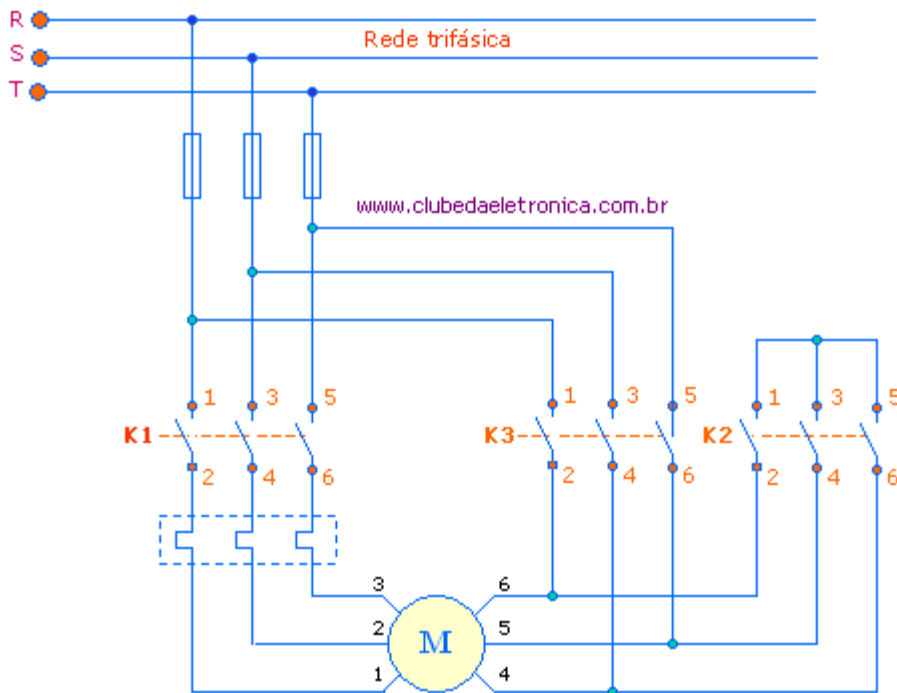 R
Rede trifásica
S
T
www.clubedaeletronica.com.br
1 3 5 1 3 5 1 3 5
K1 K3 K2
2 4 6 2 4 6 2 4 6
3 6
2 M 5
1 4